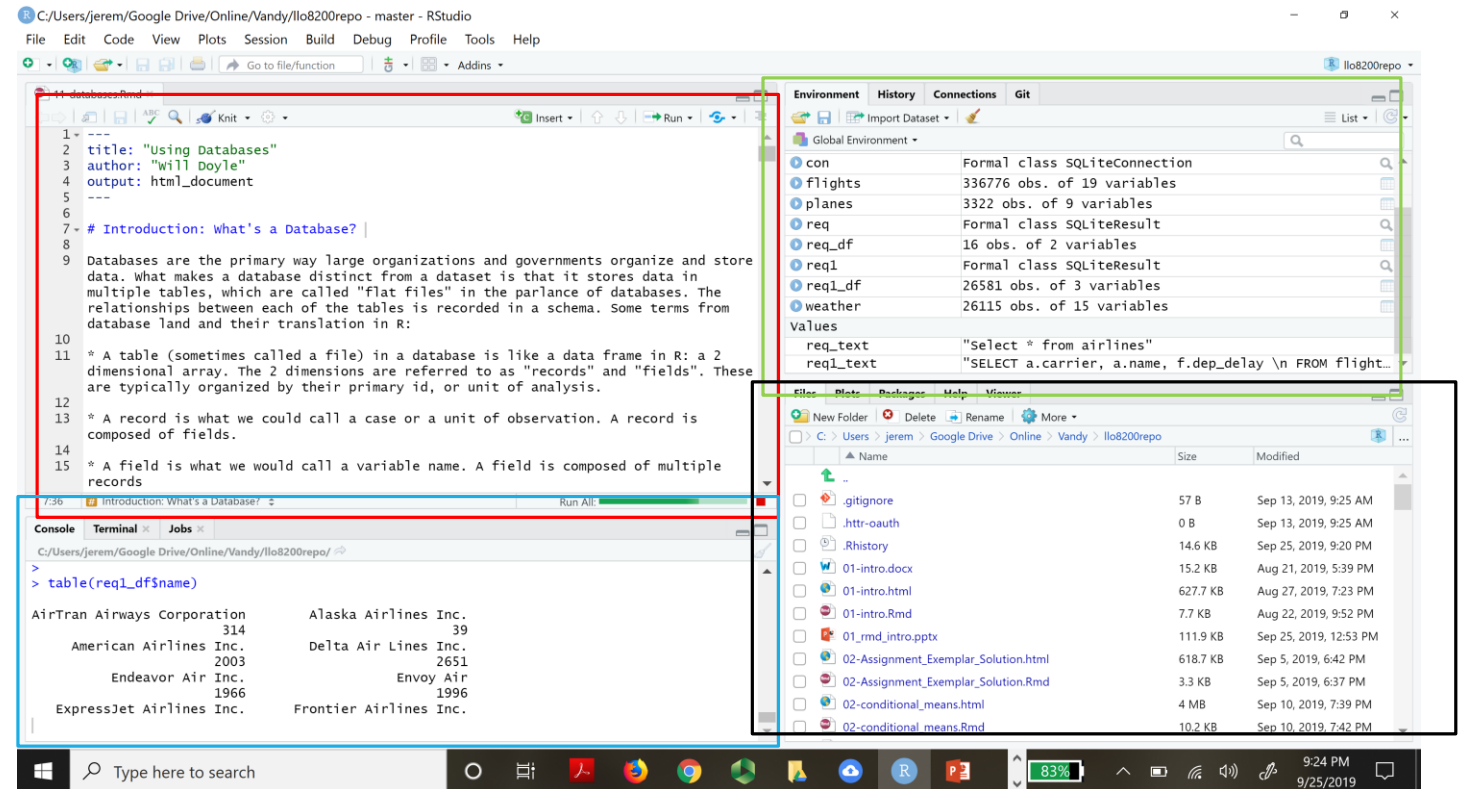 C:/Users/jerem/Google Drive/Online/Vandy/llo8200repo - master - RStudio
File Edit Code View Plots Session Build Debug Profile Tools Help
Go to file/function Addins llo8200repo
11-databases.Rmd
ABC Knit Insert Run
1 ---
2 title: "Using Databases"
3 author: "Will Doyle"
4 output: html_document
5 ---
6
7 # Introduction: What's a Database?
8
9 Databases are the primary way large organizations and governments organize and store
data. What makes a database distinct from a dataset is that it stores data in
multiple tables, which are called "flat files" in the parlance of databases. The
relationships between each of the tables is recorded in a schema. Some terms from
database land and their translation in R:
10
11 * A table (sometimes called a file) in a database is like a data frame in R: a 2
dimensional array. The 2 dimensions are referred to as "records" and "fields". These
are typically organized by their primary id, or unit of analysis.
12
13 * A record is what we could call a case or a unit of observation. A record is
composed of fields.
14
15 * A field is what we would call a variable name. A field is composed of multiple
records
7:36 # Introduction: What's a Database? Run All:
Console Terminal Jobs
C:/Users/jerem/Google Drive/Online/Vandy/llo8200repo/
>
> table(req1_df$name)
AirTran Airways Corporation Alaska Airlines Inc.
314 39
American Airlines Inc. Delta Air Lines Inc.
2003 2651
Endeavor Air Inc. Envoy Air
1966 1996
ExpressJet Airlines Inc. Frontier Airlines Inc.
Environment History Connections Git
Import Dataset List
Global Environment
con Formal class SQLiteConnection
flights 336776 obs. of 19 variables
planes 3322 obs. of 9 variables
req Formal class SQLiteResult
req_df 16 obs. of 2 variables
req1 Formal class SQLiteResult
req1_df 26581 obs. of 3 variables
weather 26115 obs. of 15 variables
Values
req_text "Select * from airlines"
req1_text "SELECT a.carrier, a.name, f.dep_delay \n FROM flight…
Files Plots Packages Help Viewer
New Folder Delete Rename More
C: > Users > jerem > Google Drive > Online > Vandy > llo8200repo ...
Name Size Modified
..
.gitignore 57 B Sep 13, 2019, 9:25 AM
.httr-oauth 0 B Sep 13, 2019, 9:25 AM
.Rhistory 14.6 KB Sep 25, 2019, 9:20 PM
01-intro.docx 15.2 KB Aug 21, 2019, 5:39 PM
01-intro.html 627.7 KB Aug 27, 2019, 7:23 PM
01-intro.Rmd 7.7 KB Aug 22, 2019, 9:52 PM
01_rmd_intro.pptx 111.9 KB Sep 25, 2019, 12:53 PM
02-Assignment_Exemplar_Solution.html 618.7 KB Sep 5, 2019, 6:42 PM
02-Assignment_Exemplar_Solution.Rmd 3.3 KB Sep 5, 2019, 6:37 PM
02-conditional_means.html 4 MB Sep 10, 2019, 7:39 PM
02-conditional_means.Rmd 10.2 KB Sep 10, 2019, 7:42 PM
Type here to search 83% 9:24 PM
9/25/2019